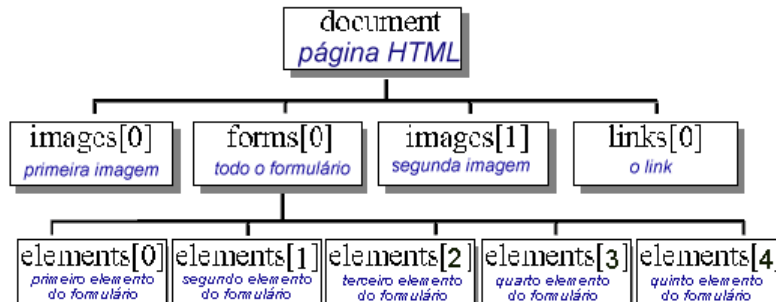 document
página HTML
images[0]
primeira imagem
forms[0]
todo o formulário
images[1]
segunda imagem
links[0]
o link
elements[0]
primeiro elemento
do formulário
elements[1]
segundo elemento
do formulário
elements[2]
terceiro elemento
do formulário
elements[3]
quarto elemento
do formulário
elements[4]
quinto elemento
do formulário